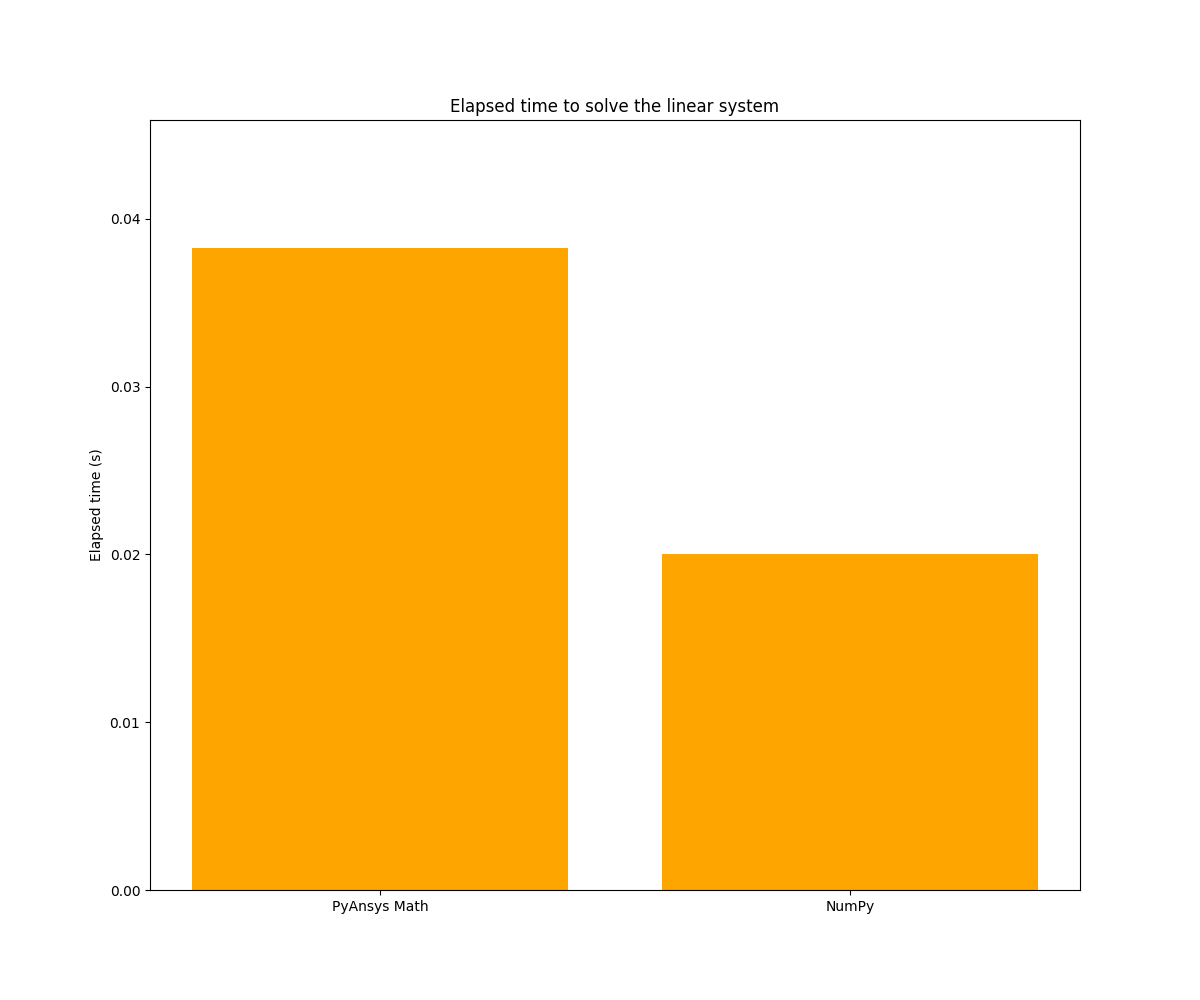 Elapsed time to solve the linear system
0.04
0.03
0.02
0.01
0.00
Elapsed time (s)
PyAnsys Math
NumPy